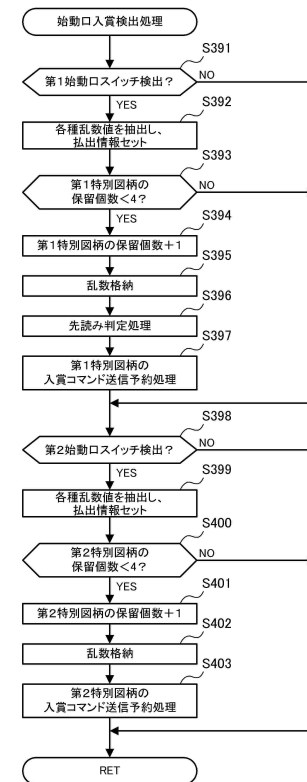 始動口入賞検出処理
S391
第1始動口スイッチ検出?
NO
YES
S392
各種乱数値を抽出し、
払出情報セット
S393
第1特別図柄の
保留個数<4?
NO
YES
S394
第1特別図柄の保留個数+1
S395
乱数格納
S396
先読み判定処理
S397
第1特別図柄の
入賞コマンド送信予約処理
S398
第2始動口スイッチ検出?
NO
YES
S399
各種乱数値を抽出し、
払出情報セット
S400
第2特別図柄の
保留個数<4?
NO
YES
S401
第2特別図柄の保留個数+1
S402
乱数格納
S403
第2特別図柄の
入賞コマンド送信予約処理
RET